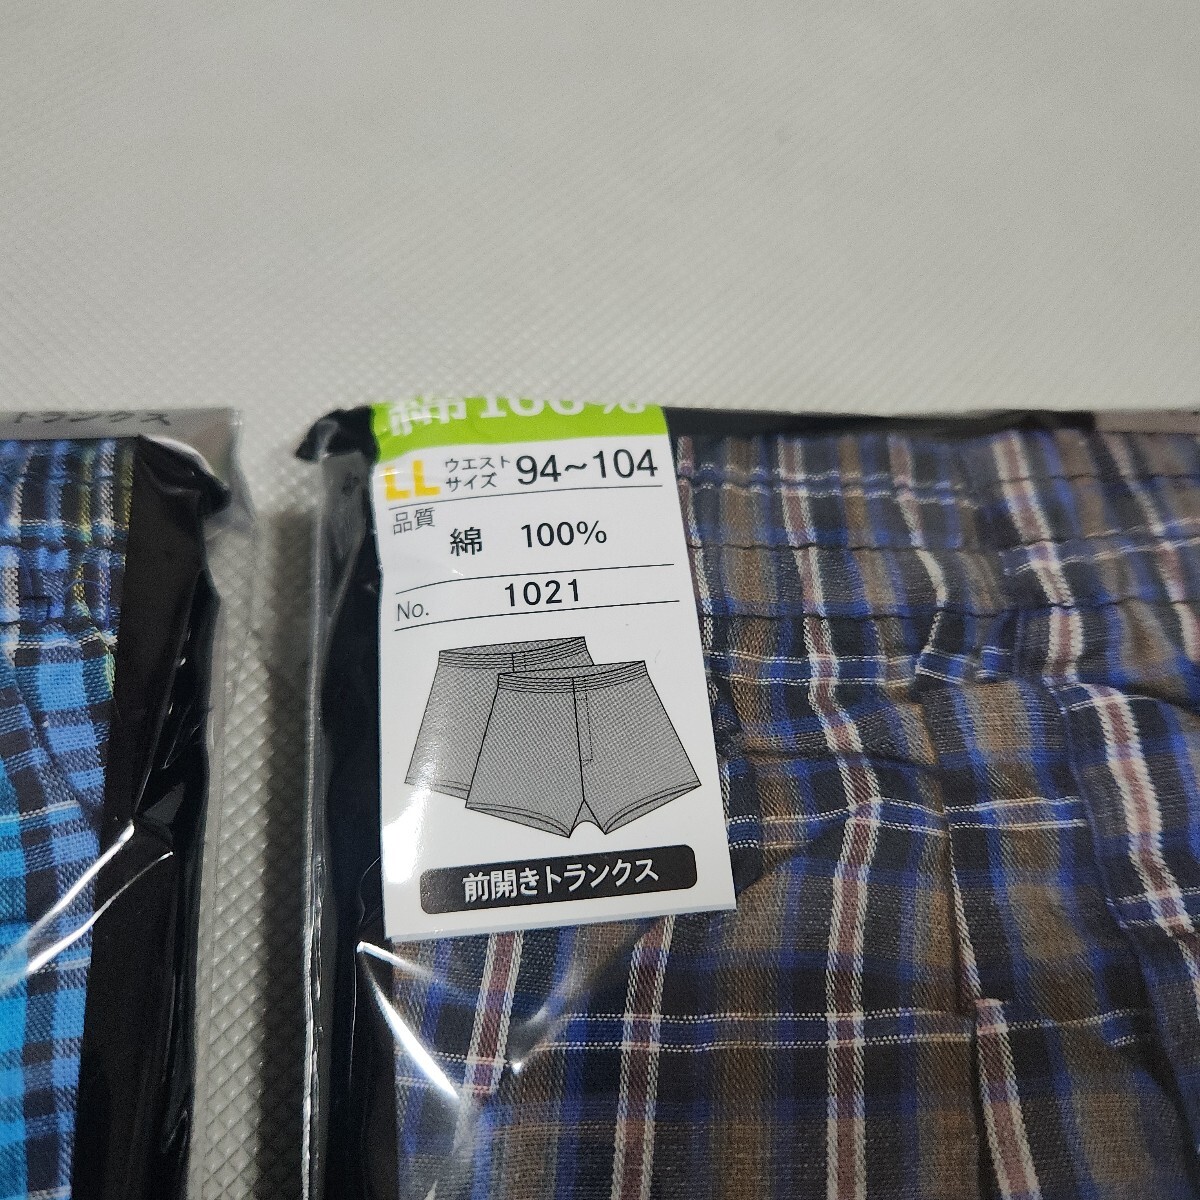 トランクス
綿100%
LL ウエストサイズ 94~104
品質
綿 100%
No. 1021
前開きトランクス